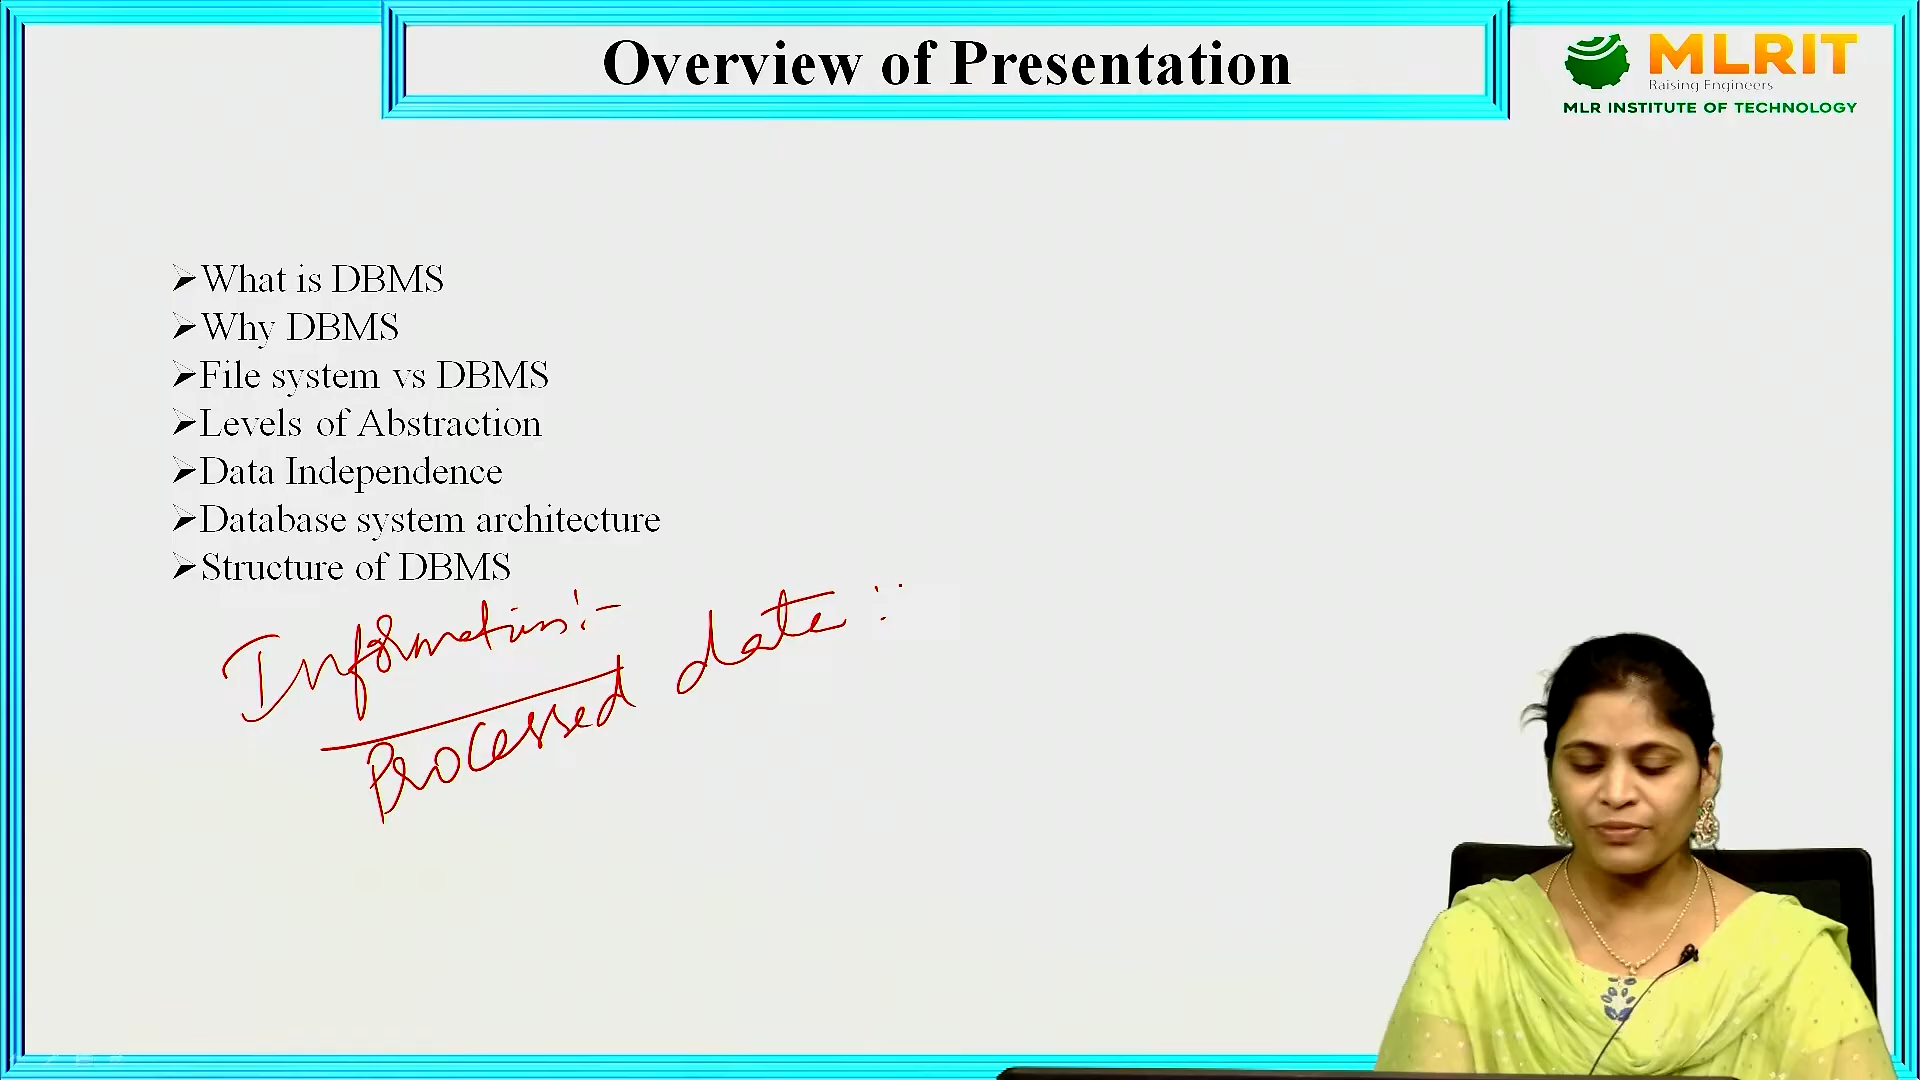 Overview of Presentation
MLRIT
Raising Engineers
MLR INSTITUTE OF TECHNOLOGY
➢What is DBMS
➢Why DBMS
➢File system vs DBMS
➢Levels of Abstraction
➢Data Independence
➢Database system architecture
➢Structure of DBMS
Information:-
Processed data :